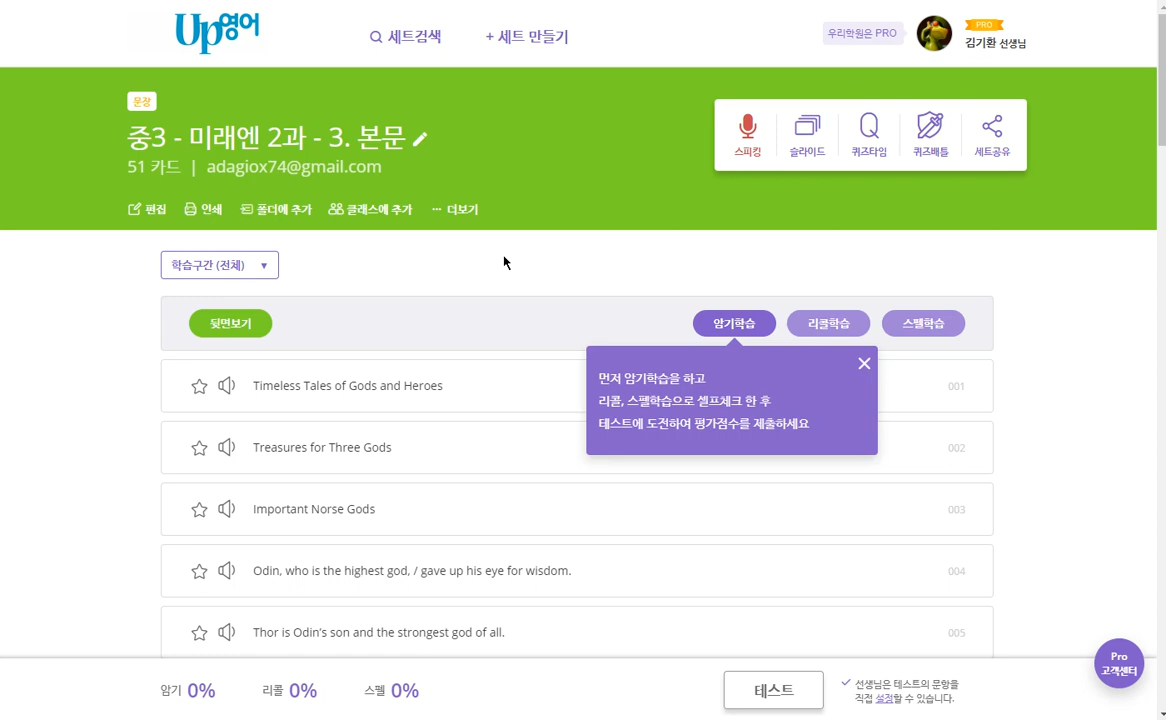 Up영어
세트검색
+ 세트 만들기
우리학원은 PRO
PRO
김기환 선생님
문장
중3 - 미래엔 2과 - 3. 본문
51 카드 | adagiox74@gmail.com
스피킹
슬라이드
퀴즈타임
퀴즈배틀
세트공유
편집
인쇄
폴더에 추가
클래스에 추가
··· 더보기
학습구간 (전체) ▼
뒷면보기
암기학습
리콜학습
스펠학습
먼저 암기학습을 하고
리콜, 스펠학습으로 셀프체크 한 후
테스트에 도전하여 평가점수를 제출하세요
Timeless Tales of Gods and Heroes
001
Treasures for Three Gods
002
Important Norse Gods
003
Odin, who is the highest god, / gave up his eye for wisdom.
004
Thor is Odin’s son and the strongest god of all.
005
Pro
고객센터
암기 0%
리콜 0%
스펠 0%
테스트
선생님은 테스트의 문항을
직접 설정할 수 있습니다.